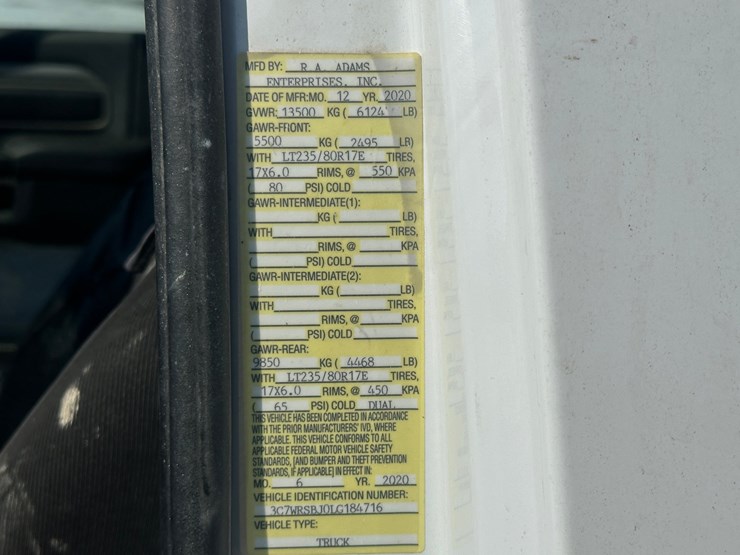 MFD BY: R.A. ADAMS
ENTERPRISES, INC.
DATE OF MFR:MO. 12 YR. 2020
GVWR: 13500 KG ( 6124 LB)
GAWR-FFIONT:
5500 KG ( 2495 LB)
WITH LT235/80R17E TIRES,
17X6.0 RIMS, @ 550 KPA
( 80 PSI) COLD
GAWR-INTERMEDIATE(1):
KG ( LB)
WITH TIRES,
RIMS, @ KPA
( PSI) COLD
GAWR-INTERMEDIATE(2):
KG ( LB)
WITH TIRES,
RIMS, @ KPA
( PSI) COLD
GAWR-REAR:
9850 KG ( 4468 LB)
WITH LT235/80R17E TIRES,
17X6.0 RIMS, @ 450 KPA
( 65 PSI) COLD DUAL
THIS VEHICLE HAS BEEN COMPLETED IN ACCORDANCE
WITH THE PRIOR MANUFACTURERS' IVD, WHERE
APPLICABLE. THIS VEHICLE CONFORMS TO ALL
APPLICABLE FEDERAL MOTOR VEHICLE SAFETY
STANDARDS, [AND BUMPER AND THEFT PREVENTION
STANDARDS, IF APPLICABLE] IN EFFECT IN:
MO. 6 YR. 2020
VEHICLE IDENTIFICATION NUMBER:
3C7WRSBJ0LG184716
VEHICLE TYPE:
TRUCK